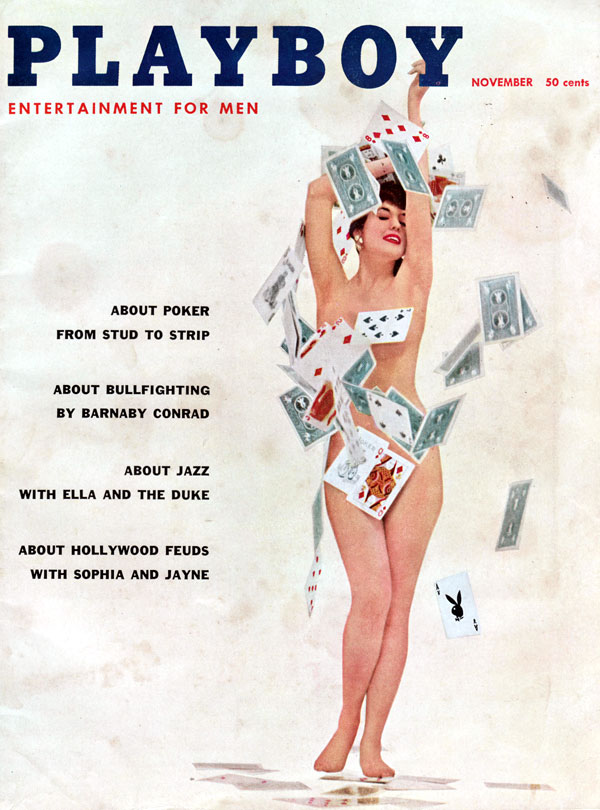 PLAYBOY
NOVEMBER 50 cents
ENTERTAINMENT FOR MEN
ABOUT POKER
FROM STUD TO STRIP
ABOUT BULLFIGHTING
BY BARNABY CONRAD
ABOUT JAZZ
WITH ELLA AND THE DUKE
ABOUT HOLLYWOOD FEUDS
WITH SOPHIA AND JAYNE